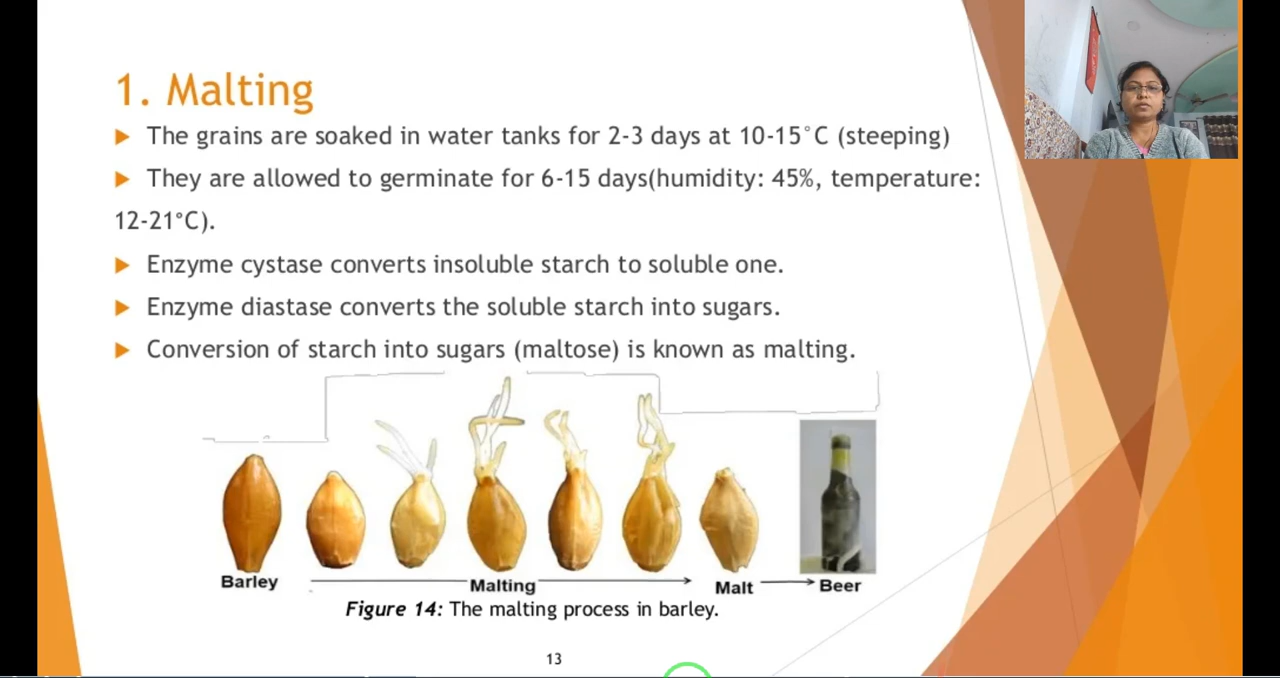 1. Malting
The grains are soaked in water tanks for 2-3 days at 10-15°C (steeping)
They are allowed to germinate for 6-15 days(humidity: 45%, temperature:
12-21°C).
Enzyme cystase converts insoluble starch to soluble one.
Enzyme diastase converts the soluble starch into sugars.
Conversion of starch into sugars (maltose) is known as malting.
Barley
Malting
Malt
Beer
Figure 14: The malting process in barley.
13